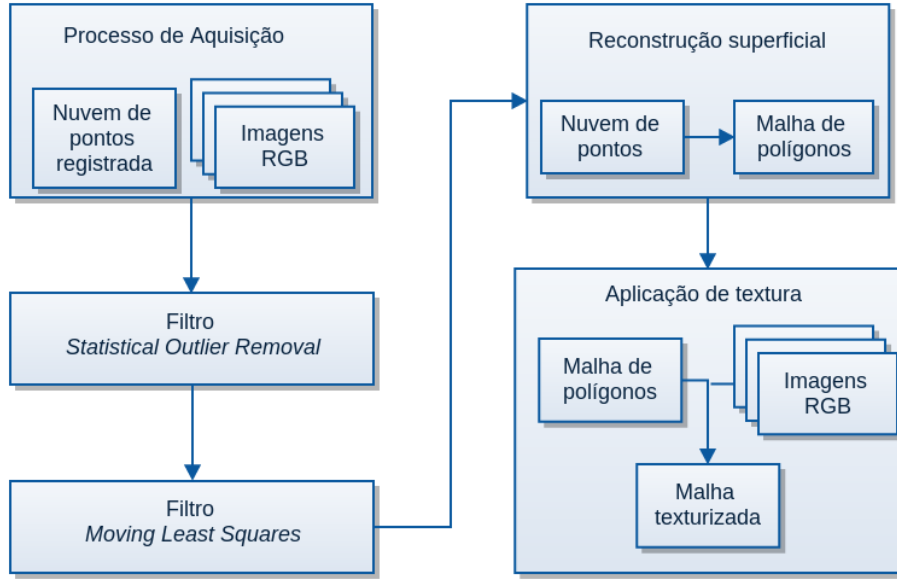 Processo de Aquisição
Nuvem de
pontos
registrada
Imagens
RGB
Filtro
Statistical Outlier Removal
Filtro
Moving Least Squares
Reconstrução superficial
Nuvem de
pontos
Malha de
polígonos
Aplicação de textura
Malha de
polígonos
Imagens
RGB
Malha
texturizada